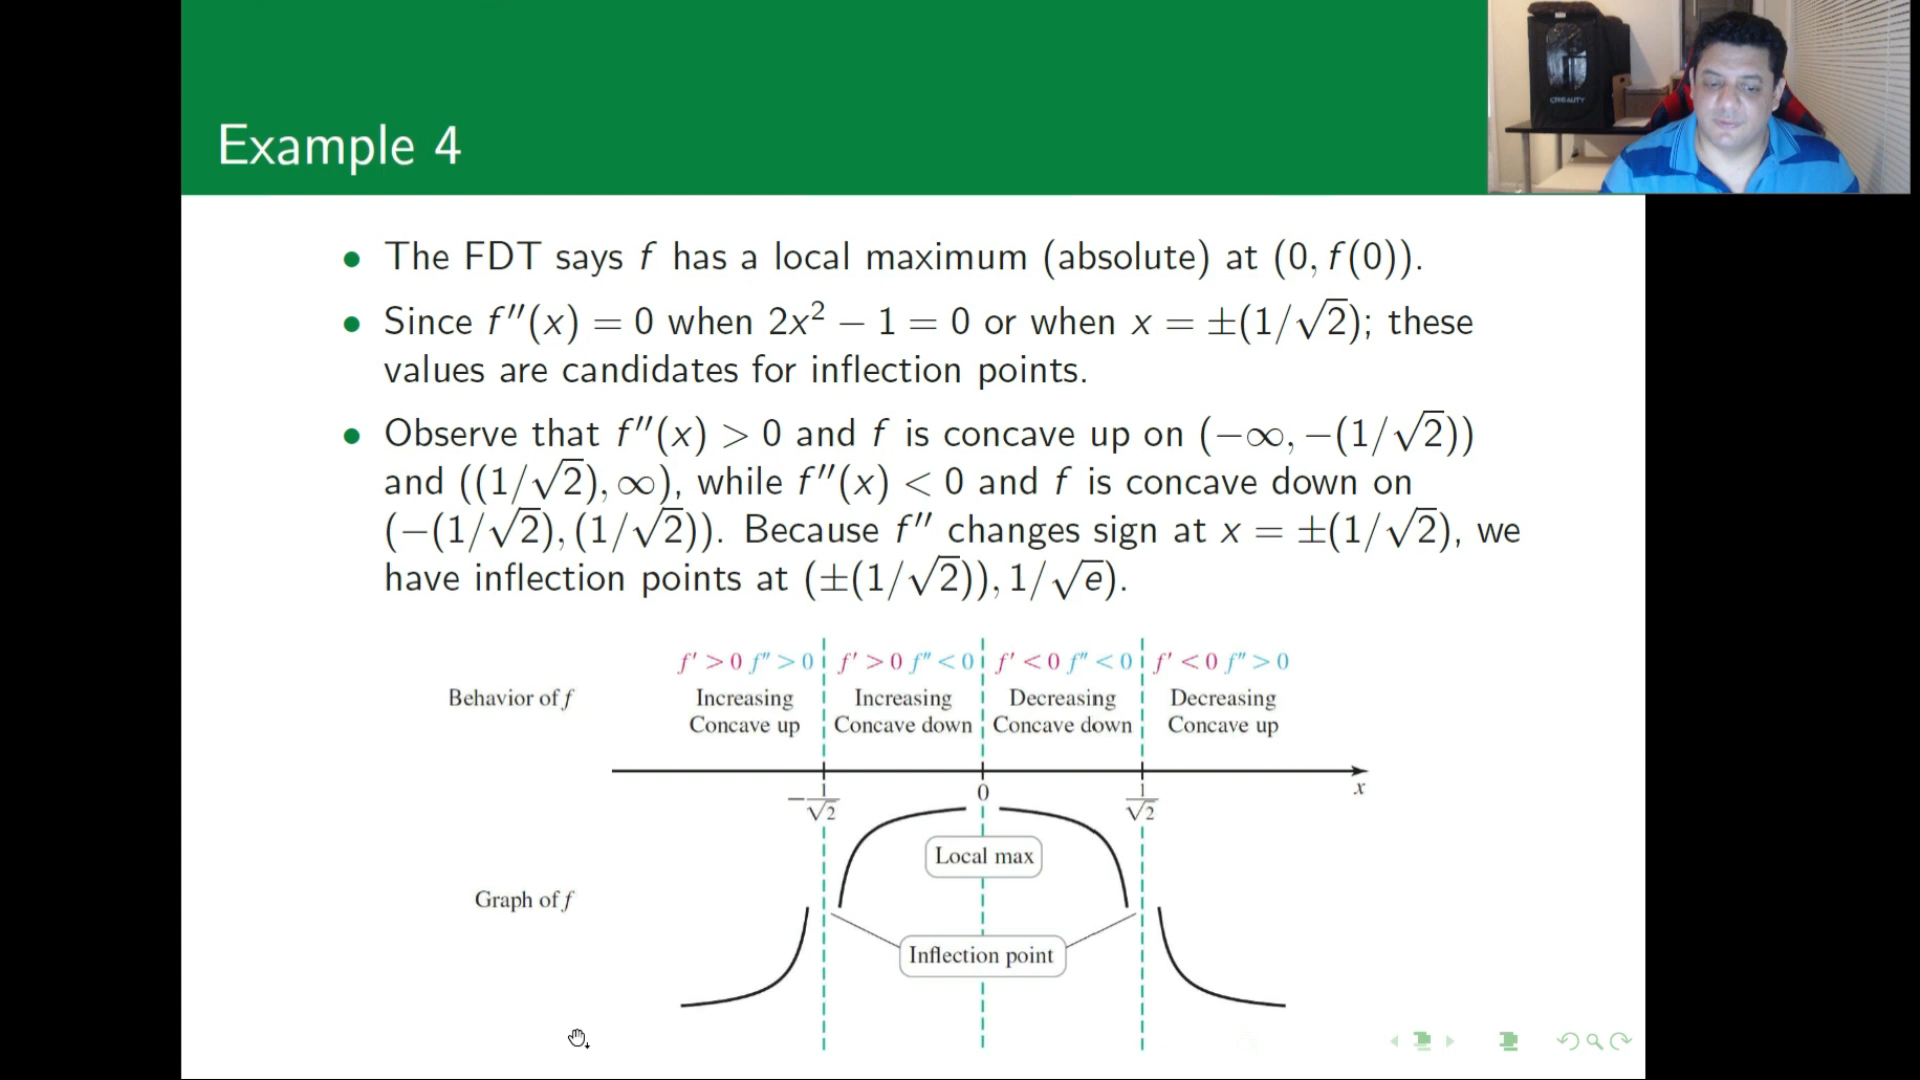 CREALITY
Example 4
• The FDT says f has a local maximum (absolute) at (0, f(0)).
• Since f″(x) = 0 when 2x² − 1 = 0 or when x = ±(1/√2); these
values are candidates for inflection points.
• Observe that f″(x) > 0 and f is concave up on (−∞, −(1/√2))
and ((1/√2), ∞), while f″(x) < 0 and f is concave down on
(−(1/√2), (1/√2)). Because f″ changes sign at x = ±(1/√2), we
have inflection points at (±(1/√2)), 1/√e).
f′ > 0 f″ > 0 f′ > 0 f″ < 0 f′ < 0 f″ < 0 f′ < 0 f″ > 0
Behavior of f Increasing Increasing Decreasing Decreasing
Concave up Concave down Concave down Concave up
−1/√2 0 1/√2 x
Local max
Graph of f
Inflection point